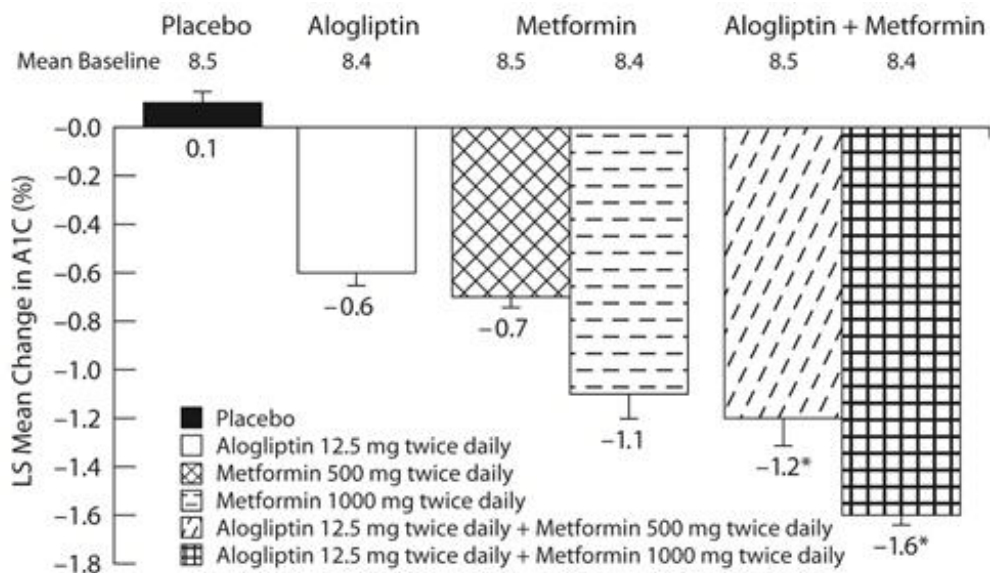 Placebo Alogliptin Metformin Alogliptin + Metformin
Mean Baseline 8.5 8.4 8.5 8.4 8.5 8.4
LS Mean Change in A1C (%)
−0.0
−0.2
−0.4
−0.6
−0.8
−1.0
−1.2
−1.4
−1.6
−1.8
0.1
−0.6
−0.7
−1.1
−1.2*
−1.6*
Placebo
Alogliptin 12.5 mg twice daily
Metformin 500 mg twice daily
Metformin 1000 mg twice daily
Alogliptin 12.5 mg twice daily + Metformin 500 mg twice daily
Alogliptin 12.5 mg twice daily + Metformin 1000 mg twice daily